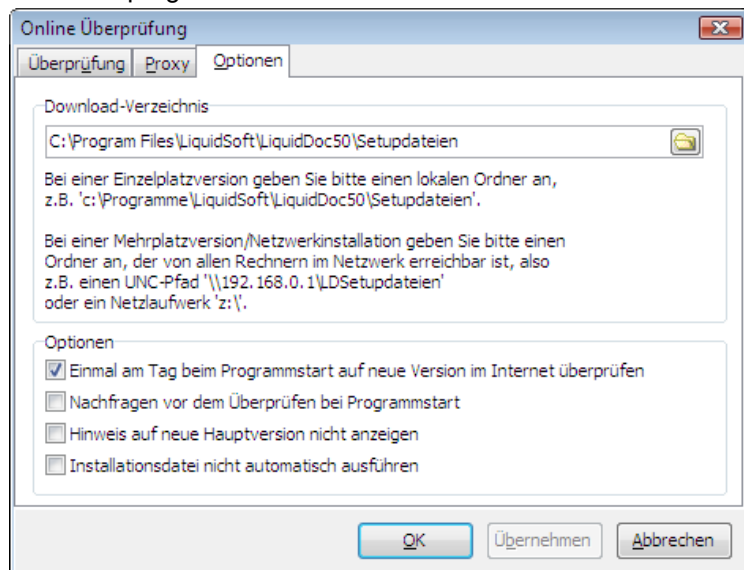 Online Überprüfung
Überprüfung Proxy Optionen
Download-Verzeichnis
C:\Program Files\LiquidSoft\LiquidDoc50\Setupdateien
Bei einer Einzelplatzversion geben Sie bitte einen lokalen Ordner an,
z.B. 'c:\Programme\LiquidSoft\LiquidDoc50\Setupdateien'.
Bei einer Mehrplatzversion/Netzwerkinstallation geben Sie bitte einen
Ordner an, der von allen Rechnern im Netzwerk erreichbar ist, also
z.B. einen UNC-Pfad '\\192.168.0.1\LDSetupdateien'
oder ein Netzlaufwerk 'z:\'.
Optionen
Einmal am Tag beim Programmstart auf neue Version im Internet überprüfen
Nachfragen vor dem Überprüfen bei Programmstart
Hinweis auf neue Hauptversion nicht anzeigen
Installationsdatei nicht automatisch ausführen
OK Übernehmen Abbrechen